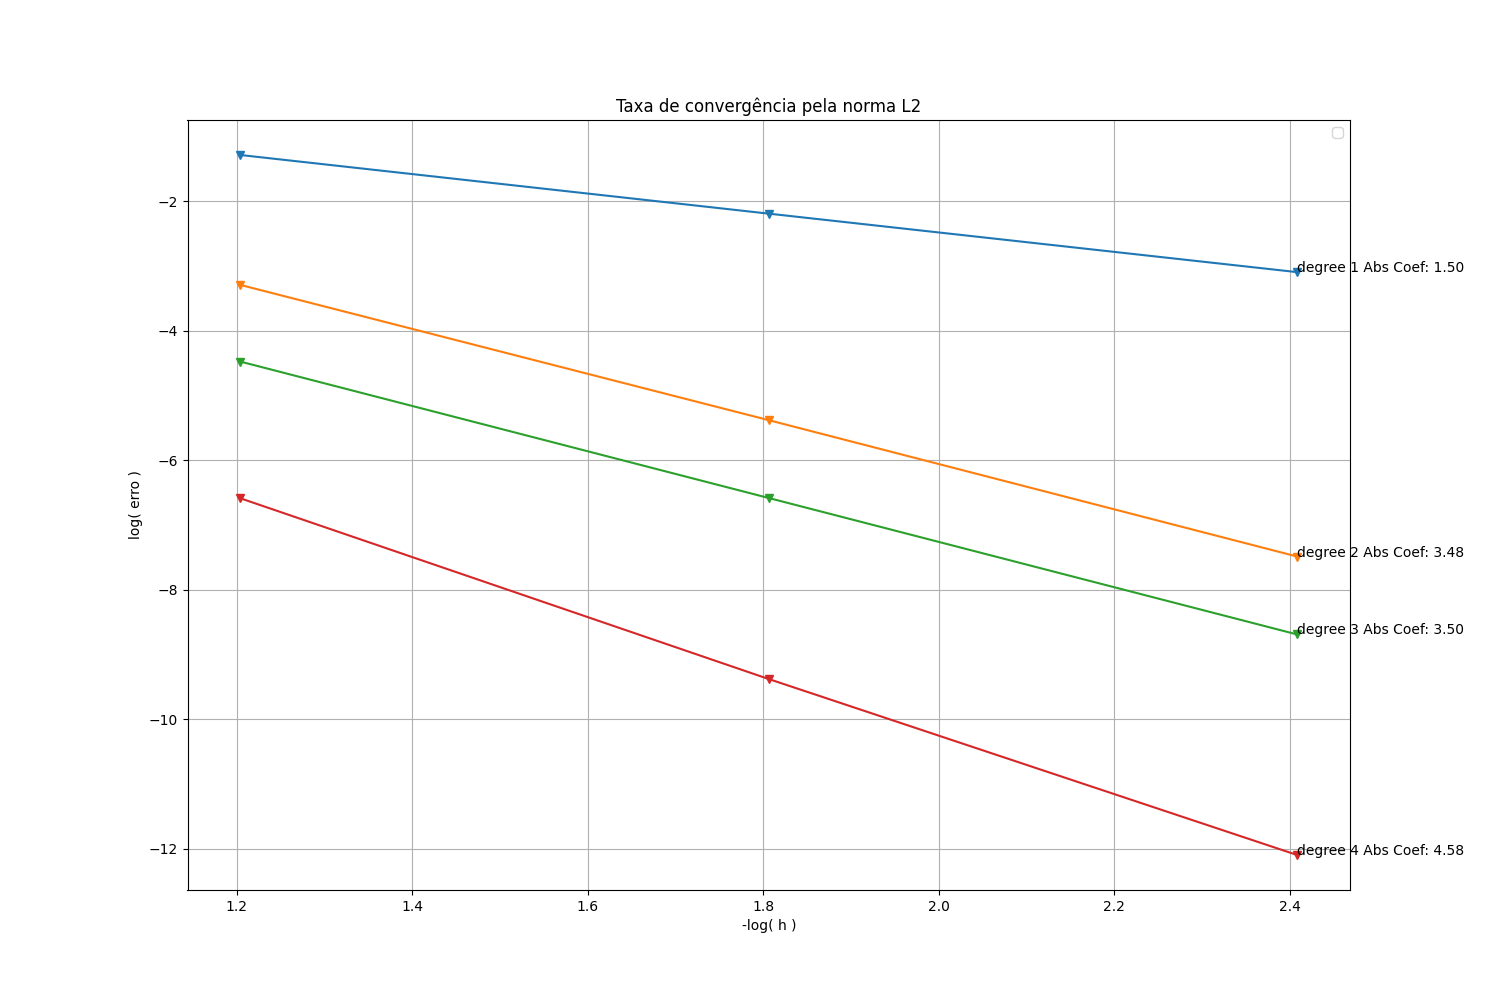 Taxa de convergência pela norma L2
−2
−4
−6
−8
−10
−12
log( erro )
degree 1 Abs Coef: 1.50
degree 2 Abs Coef: 3.48
degree 3 Abs Coef: 3.50
degree 4 Abs Coef: 4.58
1.2 1.4 1.6 1.8 2.0 2.2 2.4
-log( h )